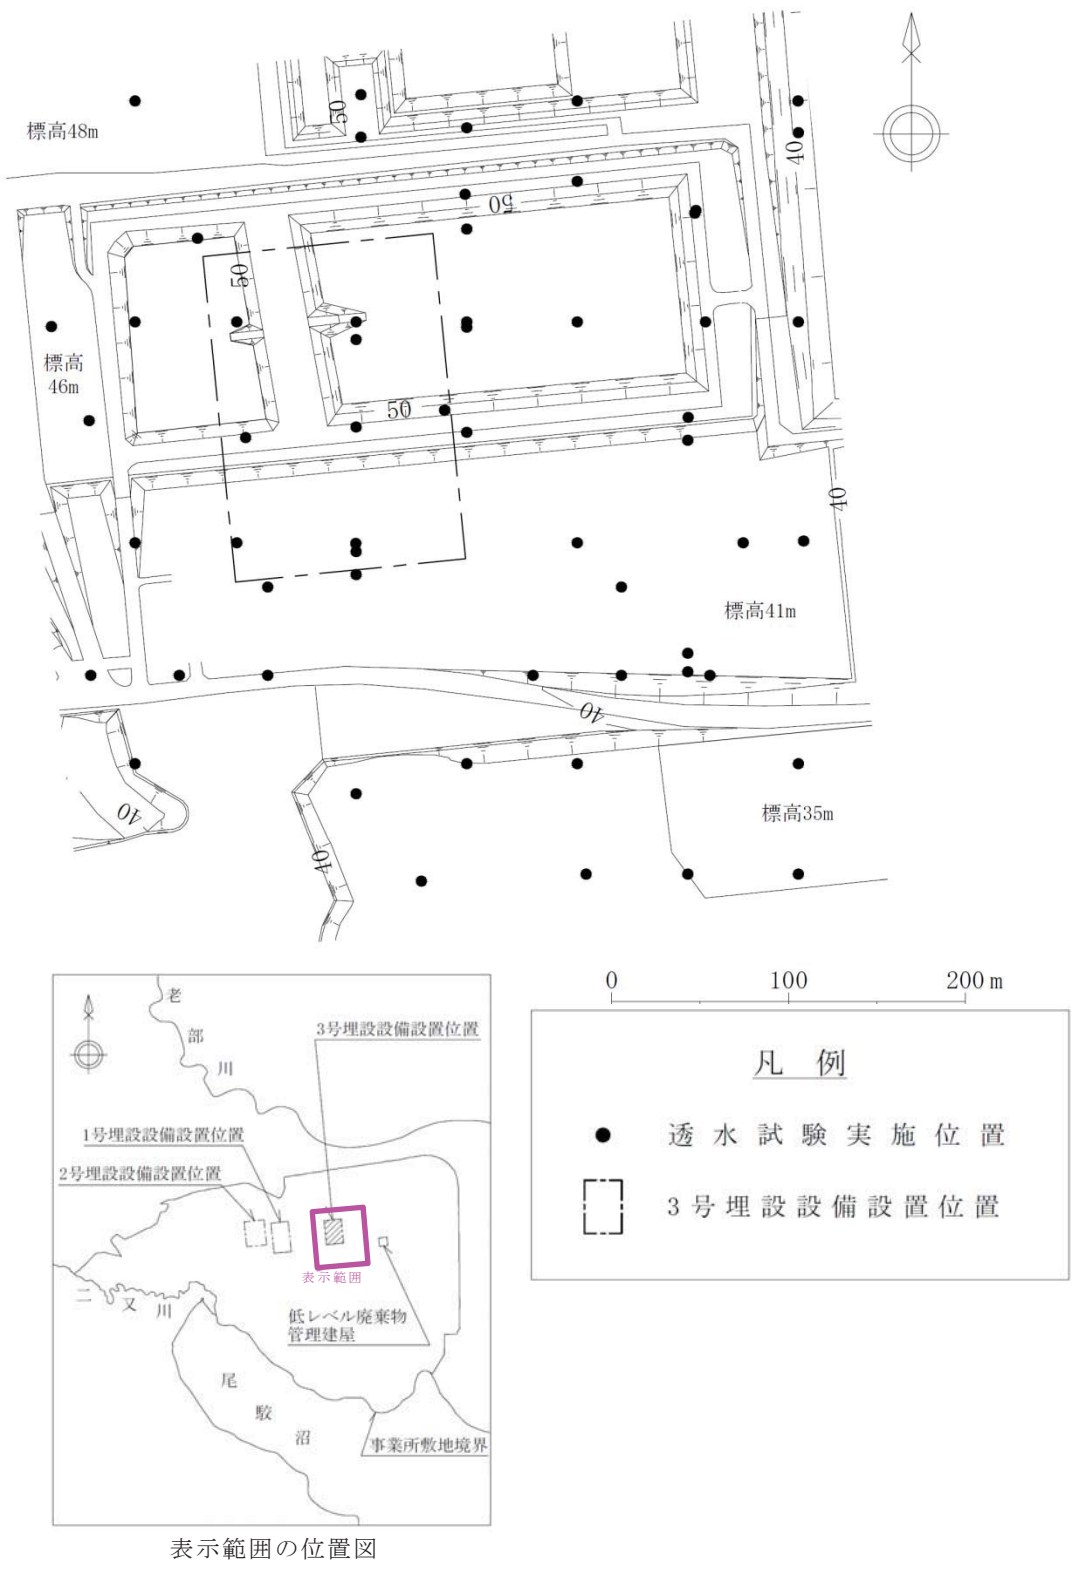 標高48m
50
40
50
50
標高
46m
50
40
標高41m
40
標高35m
40
40
0 100 200m
凡 例
透水試験実施位置
3号埋設設備設置位置
老
部
川
3号埋設設備設置位置
1号埋設設備設置位置
2号埋設設備設置位置
表示範囲
二又川
低レベル廃棄物
管理建屋
尾
駮
沼
事業所敷地境界
表示範囲の位置図